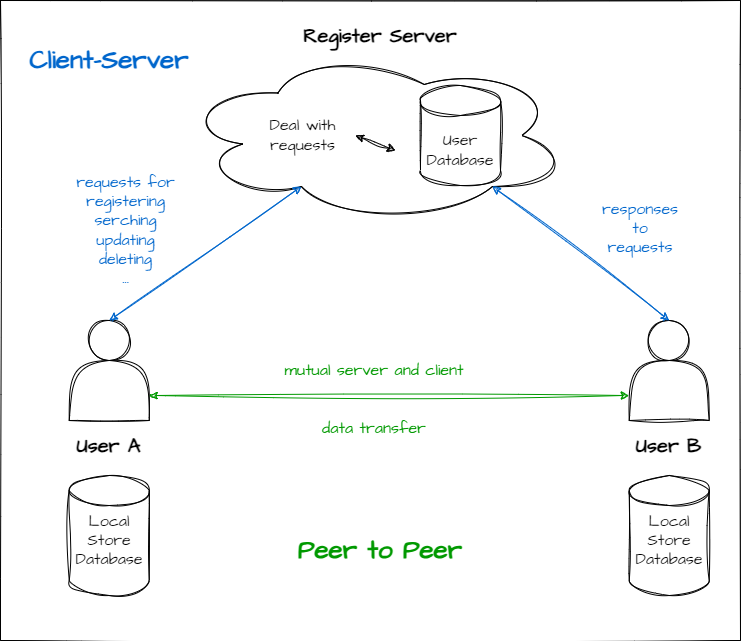 Register Server
Client-Server
Deal with
requests
User
Database
requests for
registering
serching
updating
deleting
...
responses
to
requests
mutual server and client
data transfer
User A
User B
Local
Store
Database
Local
Store
Database
Peer to Peer